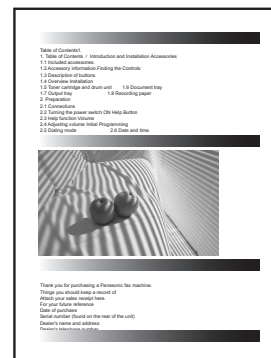 Table of Contents1.
1. Table of Contents / Introduction and Installation Accessories
1.1 Included accessories.
1.2 Accessory information.Finding the Controls
1.3 Description of buttons.
1.4 Overview Installation
1.5 Toner cartridge and drum unit 1.6 Document tray
1.7 Output tray 1.8 Recording paper
2. Preparation
2.1 Connections
2.2 Turning the power switch ON Help Button
2.3 Help function Volume
2.4 Adjusting volume Initial Programming
2.5 Dialing mode 2.6 Date and time.
Thank you for purchasing a Panasonic fax machine.
Things you should keep a record of
Attach your sales receipt here.
For your future reference
Date of purchase
Serial number (found on the rear of the unit)
Dealer's name and address
Dealer's telephone number